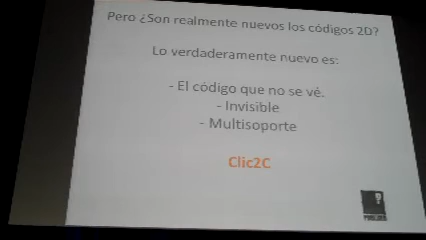 Pero ¿Son realmente nuevos los códigos 2D?
Lo verdaderamente nuevo es:
- El código que no se vé.
- Invisible
- Multisoporte
Clic2C